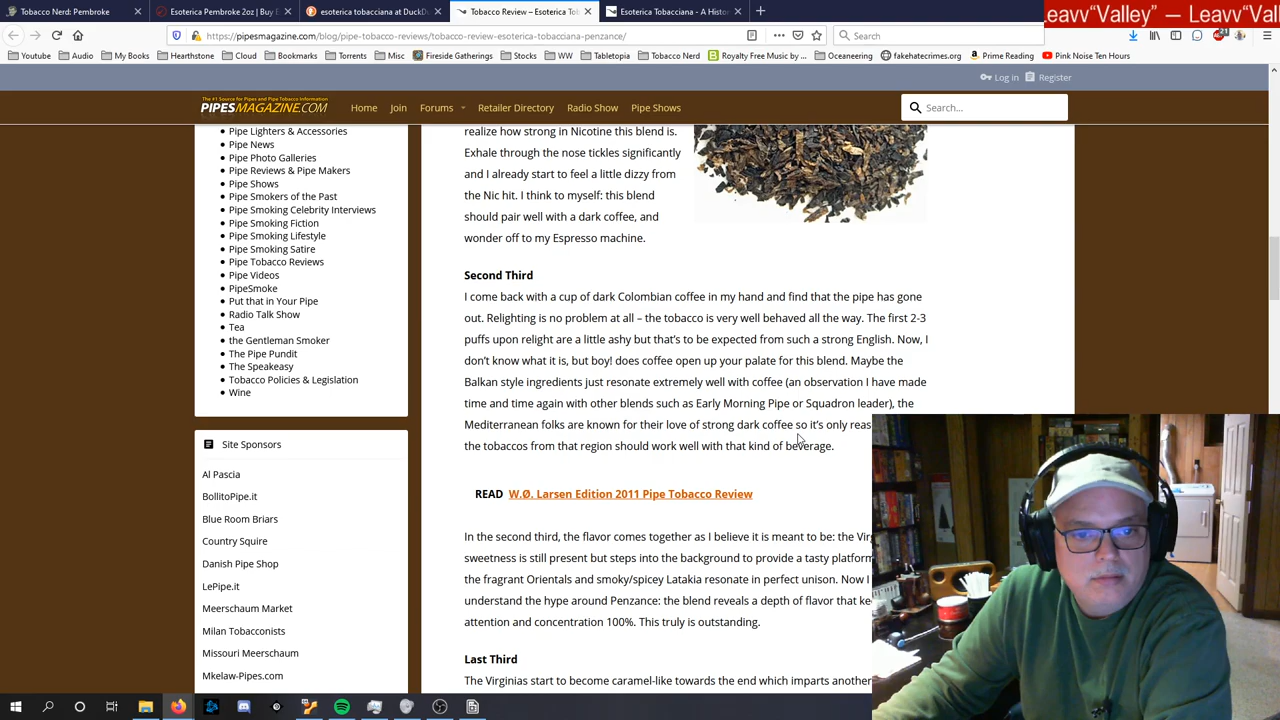 Tobacco Nerd: Pembroke
Esoterica Pembroke 2oz | Buy
esoterica tobacciana at DuckD
Tobacco Review – Esoterica To
Esoterica Tobacciana - A Histor
Leavv“Valley” — Leavv“Vall
https://pipesmagazine.com/blog/pipe-tobacco-reviews/tobacco-review-esoterica-tobacciana-penzance/
Search
Youtube Audio My Books Hearthstone Cloud Bookmarks Torrents Misc Fireside Gatherings Stocks WW Tabletopia Tobacco Nerd Royalty Free Music by ... Oceaneering fakehatecrimes.org Prime Reading Pink Noise Ten Hours
Log in Register
The #1 Source for Pipes and Pipe Tobacco Information
PIPESMAGAZINE.COM
Home Join Forums Retailer Directory Radio Show Pipe Shows
Search...
Pipe Lighters & Accessories
Pipe News
Pipe Photo Galleries
Pipe Reviews & Pipe Makers
Pipe Shows
Pipe Smokers of the Past
Pipe Smoking Celebrity Interviews
Pipe Smoking Fiction
Pipe Smoking Lifestyle
Pipe Smoking Satire
Pipe Tobacco Reviews
Pipe Videos
PipeSmoke
Put that in Your Pipe
Radio Talk Show
Tea
the Gentleman Smoker
The Pipe Pundit
The Speakeasy
Tobacco Policies & Legislation
Wine
Site Sponsors
Al Pascia
BollitoPipe.it
Blue Room Briars
Country Squire
Danish Pipe Shop
LePipe.it
Meerschaum Market
Milan Tobacconists
Missouri Meerschaum
Mkelaw-Pipes.com
realize how strong in Nicotine this blend is.
Exhale through the nose tickles significantly
and I already start to feel a little dizzy from
the Nic hit. I think to myself: this blend
should pair well with a dark coffee, and
wonder off to my Espresso machine.
Second Third
I come back with a cup of dark Colombian coffee in my hand and find that the pipe has gone
out. Relighting is no problem at all – the tobacco is very well behaved all the way. The first 2-3
puffs upon relight are a little ashy but that’s to be expected from such a strong English. Now, I
don’t know what it is, but boy! does coffee open up your palate for this blend. Maybe the
Balkan style ingredients just resonate extremely well with coffee (an observation I have made
time and time again with other blends such as Early Morning Pipe or Squadron leader), the
Mediterranean folks are known for their love of strong dark coffee so it’s only reas
the tobaccos from that region should work well with that kind of beverage.
READ W.Ø. Larsen Edition 2011 Pipe Tobacco Review
In the second third, the flavor comes together as I believe it is meant to be: the Virg
sweetness is still present but steps into the background to provide a tasty platform
the fragrant Orientals and smoky/spicey Latakia resonate in perfect unison. Now I
understand the hype around Penzance: the blend reveals a depth of flavor that ke
attention and concentration 100%. This truly is outstanding.
Last Third
The Virginias start to become caramel-like towards the end which imparts another